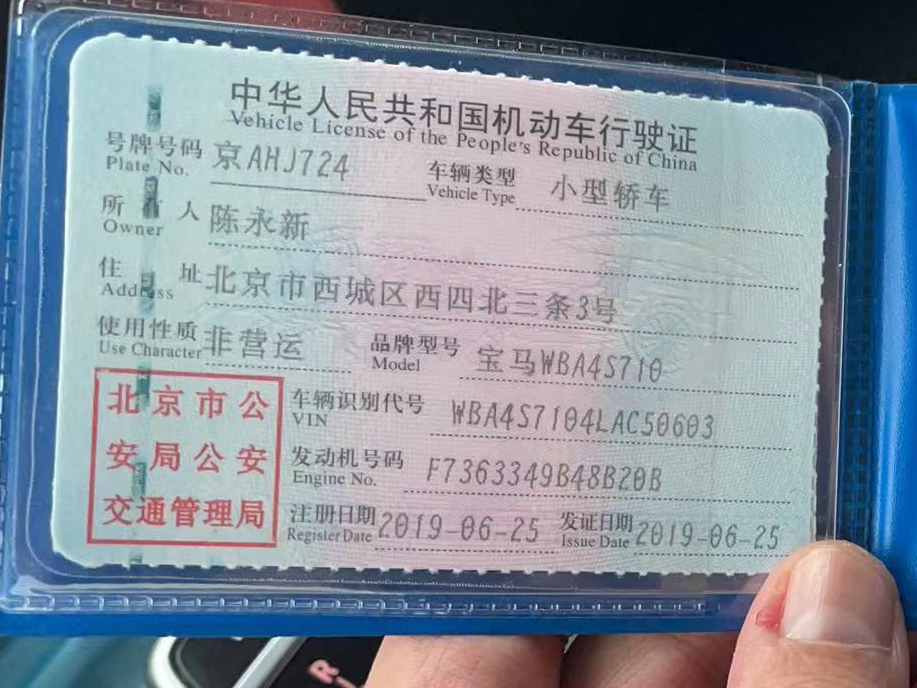 中华人民共和国机动车行驶证
Vehicle License of the People's Republic of China
号牌号码 京AHJ724 车辆类型 小型轿车
Plate No. Vehicle Type
所有人 陈永新
Owner
住址 北京市西城区西四北三条3号
Address
使用性质 非营运 品牌型号 宝马WBA4S710
Use Character Model
北京市公
安局公安
交通管理局
车辆识别代号 WBA4S7104LAC50603
VIN
发动机号码 F7363349B48B20B
Engine No.
注册日期 2019-06-25 发证日期 2019-06-25
Register Date Issue Date
R